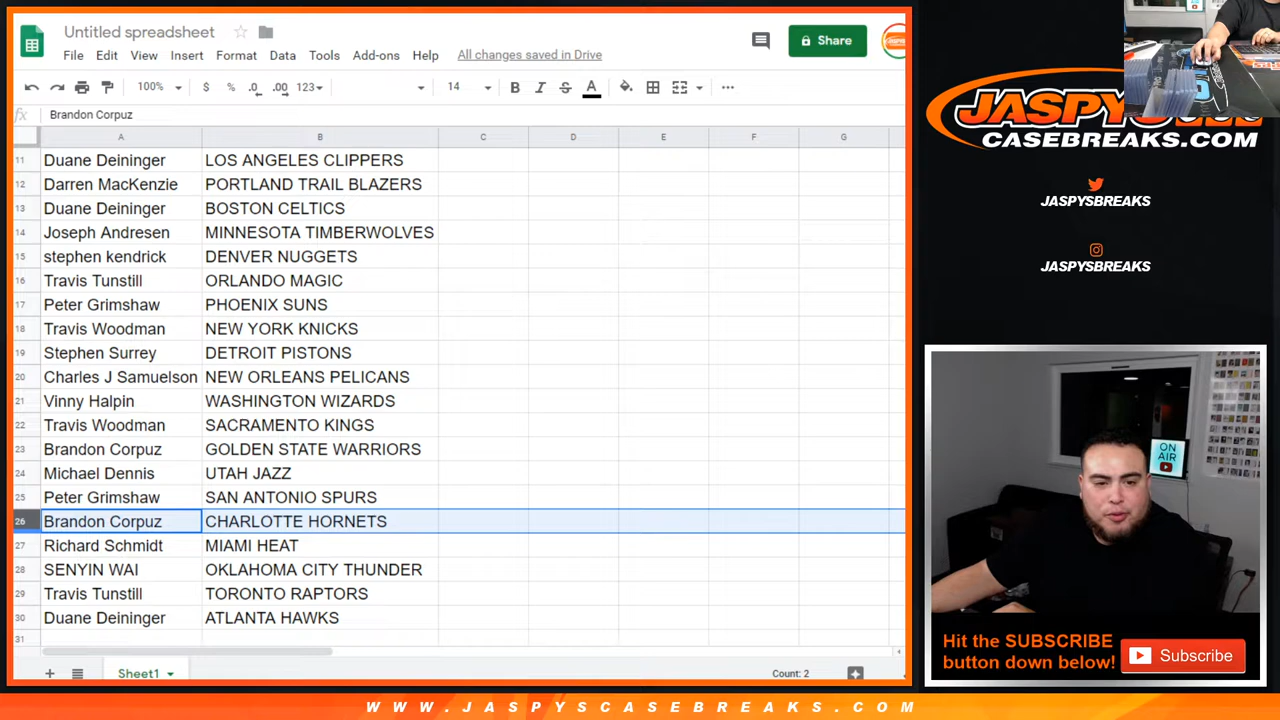 Untitled spreadsheet
File Edit View Insert Format Data Tools Add-ons Help All changes saved in Drive
Share
100% $ % .0 .00 123 14 B I S A
fx Brandon Corpuz
A B C D E F G
11 Duane Deininger LOS ANGELES CLIPPERS
12 Darren MacKenzie PORTLAND TRAIL BLAZERS
13 Duane Deininger BOSTON CELTICS
14 Joseph Andresen MINNESOTA TIMBERWOLVES
15 stephen kendrick DENVER NUGGETS
16 Travis Tunstill ORLANDO MAGIC
17 Peter Grimshaw PHOENIX SUNS
18 Travis Woodman NEW YORK KNICKS
19 Stephen Surrey DETROIT PISTONS
20 Charles J Samuelson NEW ORLEANS PELICANS
21 Vinny Halpin WASHINGTON WIZARDS
22 Travis Woodman SACRAMENTO KINGS
23 Brandon Corpuz GOLDEN STATE WARRIORS
24 Michael Dennis UTAH JAZZ
25 Peter Grimshaw SAN ANTONIO SPURS
26 Brandon Corpuz CHARLOTTE HORNETS
27 Richard Schmidt MIAMI HEAT
28 SENYIN WAI OKLAHOMA CITY THUNDER
29 Travis Tunstill TORONTO RAPTORS
30 Duane Deininger ATLANTA HAWKS
31
Sheet1 Count: 2
CASEBREAKS.COM
JASPYSBREAKS
JASPYSBREAKS
ON
AIR
Hit the SUBSCRIBE
button down below!
Subscribe
WWW.JASPYSCASEBREAKS.COM